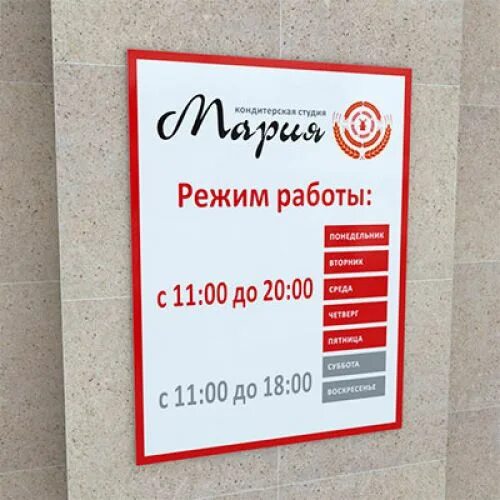 кондитерская студия
Мария
Режим работы:
ПОНЕДЕЛЬНИК
ВТОРНИК
с 11:00 до 20:00
СРЕДА
ЧЕТВЕРГ
ПЯТНИЦА
СУББОТА
с 11:00 до 18:00
ВОСКРЕСЕНЬЕ